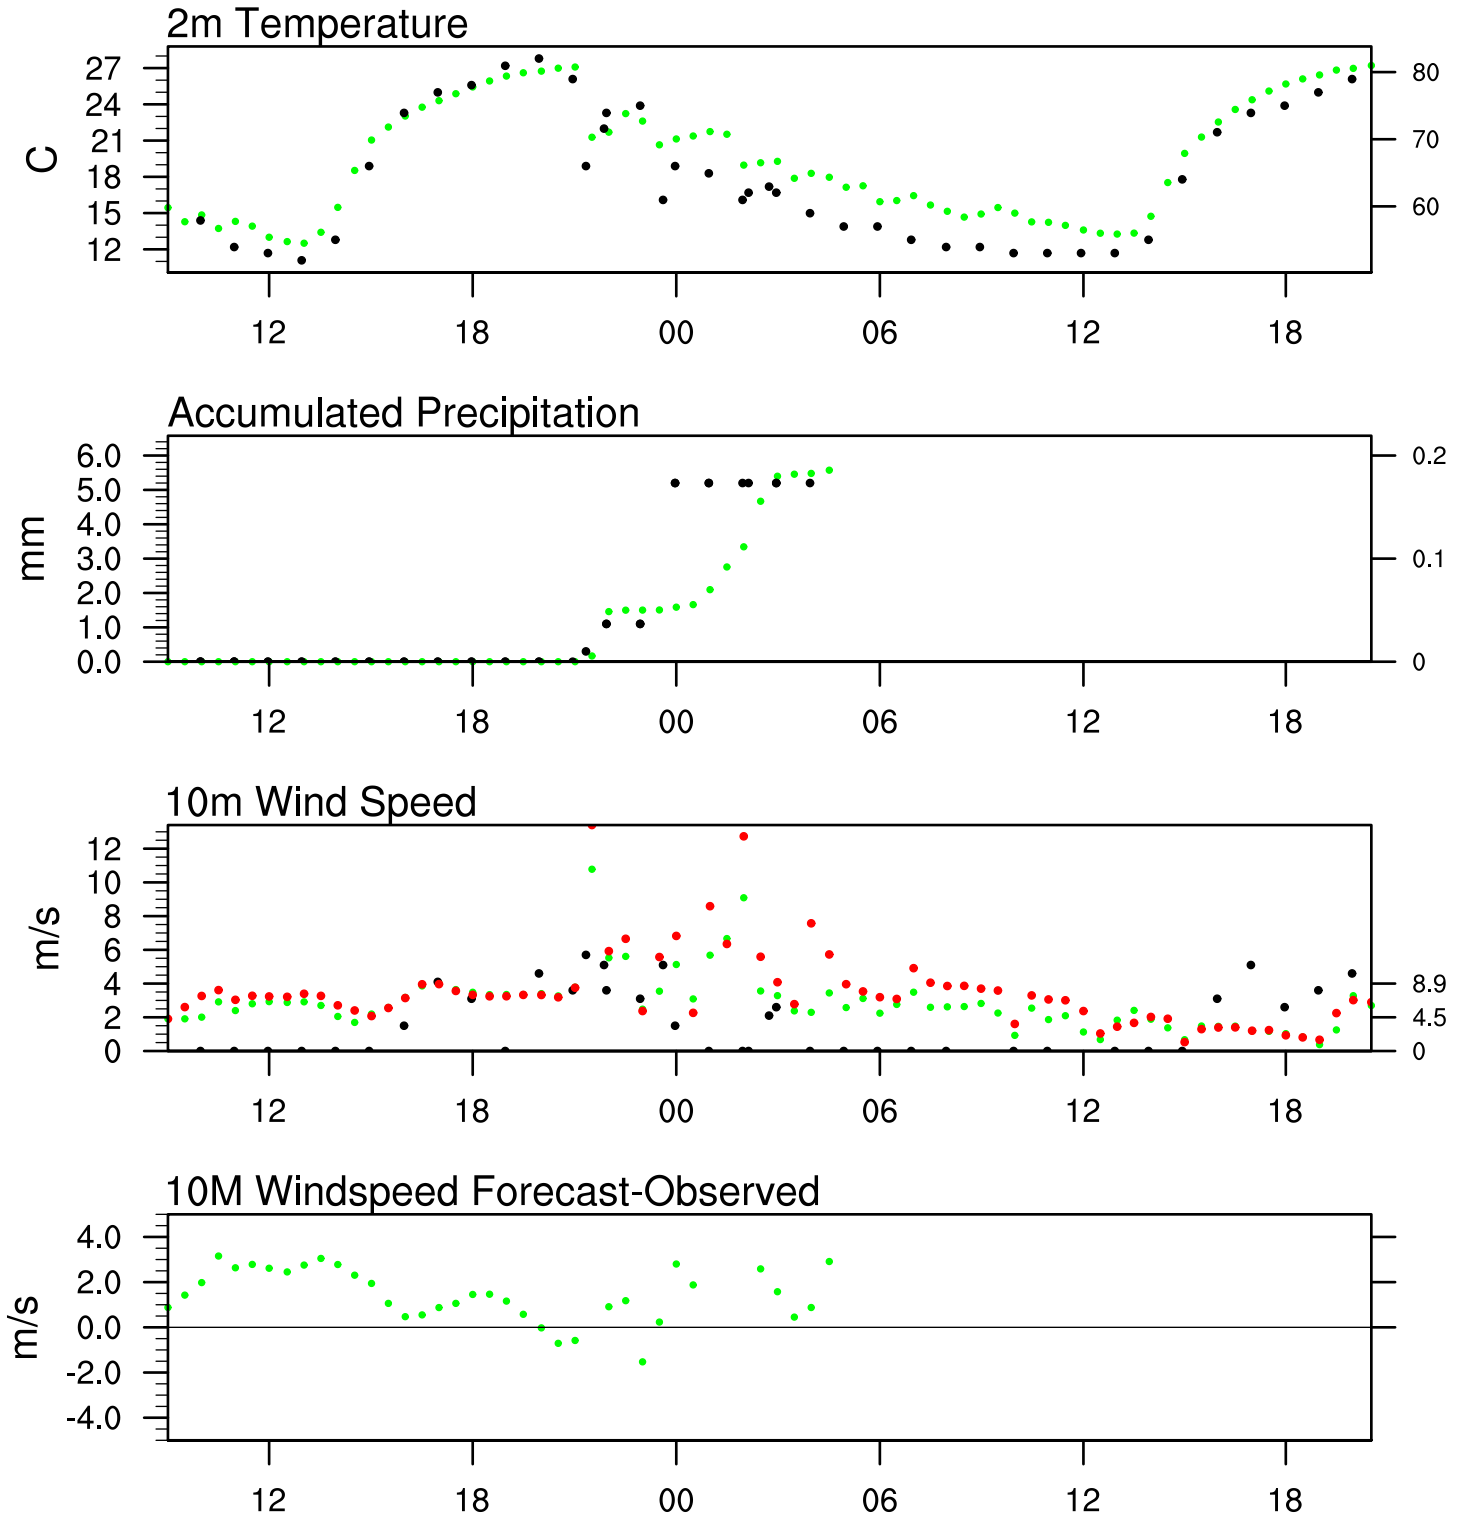 2m Temperature
27
24
21
18
15
12
C
80
70
60
12 18 00 06 12 18
Accumulated Precipitation
6.0
5.0
4.0
3.0
2.0
1.0
0.0
mm
0.2
0.1
0
12 18 00 06 12 18
10m Wind Speed
12
10
8
6
4
2
0
m/s
8.9
4.5
0
12 18 00 06 12 18
10M Windspeed Forecast-Observed
4.0
2.0
0.0
-2.0
-4.0
m/s
12 18 00 06 12 18